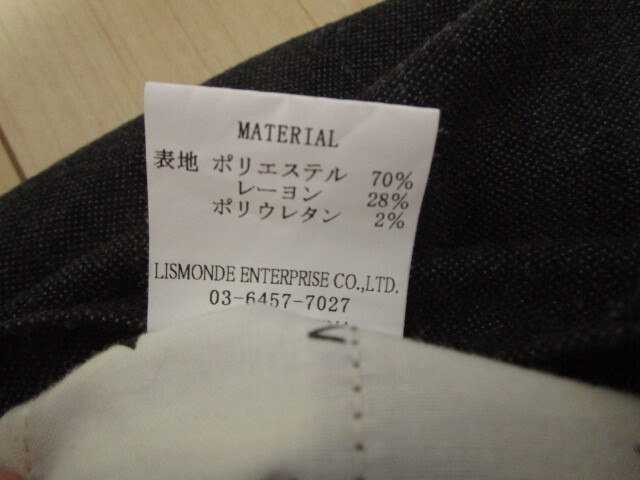 MATERIAL
表地 ポリエステル 70%
レーヨン 28%
ポリウレタン 2%
LISMONDE ENTERPRISE CO.,LTD.
03-6457-7027